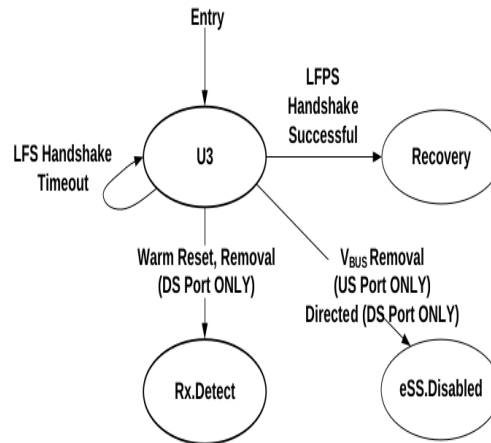 Entry
LFPS
Handshake
Successful
LFS Handshake
Timeout
U3
Recovery
Warm Reset, Removal
(DS Port ONLY)
VBUS Removal
(US Port ONLY)
Directed (DS Port ONLY)
Rx.Detect
eSS.Disabled